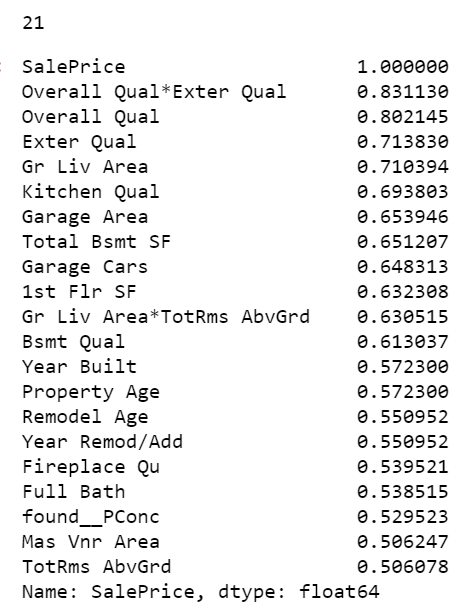 21
SalePrice 1.000000
Overall Qual*Exter Qual 0.831130
Overall Qual 0.802145
Exter Qual 0.713830
Gr Liv Area 0.710394
Kitchen Qual 0.693803
Garage Area 0.653946
Total Bsmt SF 0.651207
Garage Cars 0.648313
1st Flr SF 0.632308
Gr Liv Area*TotRms AbvGrd 0.630515
Bsmt Qual 0.613037
Year Built 0.572300
Property Age 0.572300
Remodel Age 0.550952
Year Remod/Add 0.550952
Fireplace Qu 0.539521
Full Bath 0.538515
found__PConc 0.529523
Mas Vnr Area 0.506247
TotRms AbvGrd 0.506078
Name: SalePrice, dtype: float64